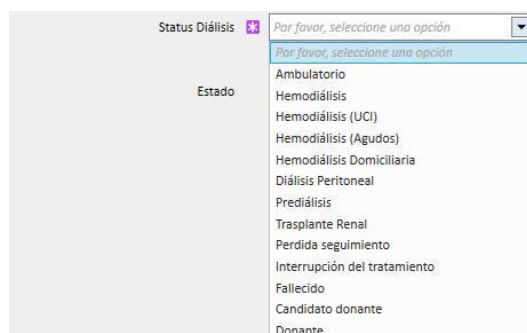 Status Diálisis Por favor, seleccione una opción
Por favor, seleccione una opción
Ambulatorio
Estado Hemodiálisis
Hemodiálisis (UCI)
Hemodiálisis (Agudos)
Hemodiálisis Domiciliaria
Diálisis Peritoneal
Prediálisis
Trasplante Renal
Perdida seguimiento
Interrupción del tratamiento
Fallecido
Candidato donante
Donante